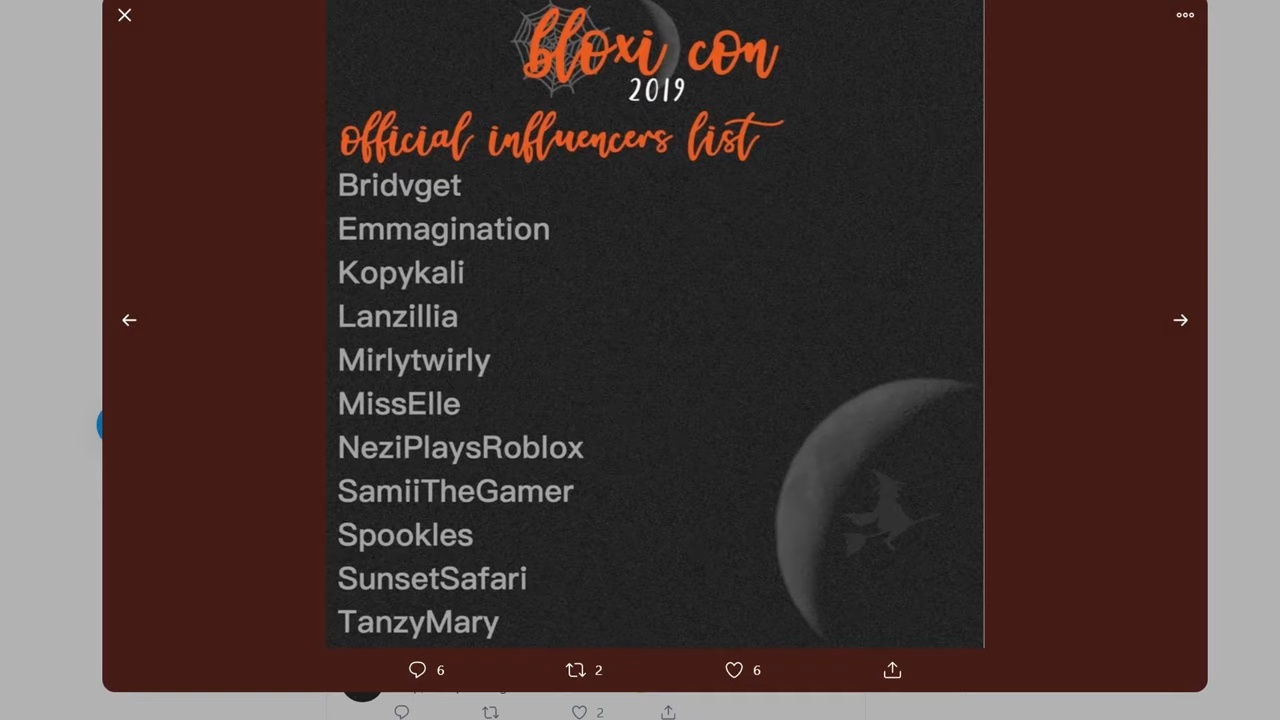 bloxi con
2019
official influencers list
Bridvget
Emmagination
Kopykali
Lanzillia
Mirlytwirly
MissElle
NeziPlaysRoblox
SamiiTheGamer
Spookles
SunsetSafari
TanzyMary
6 2 6
2